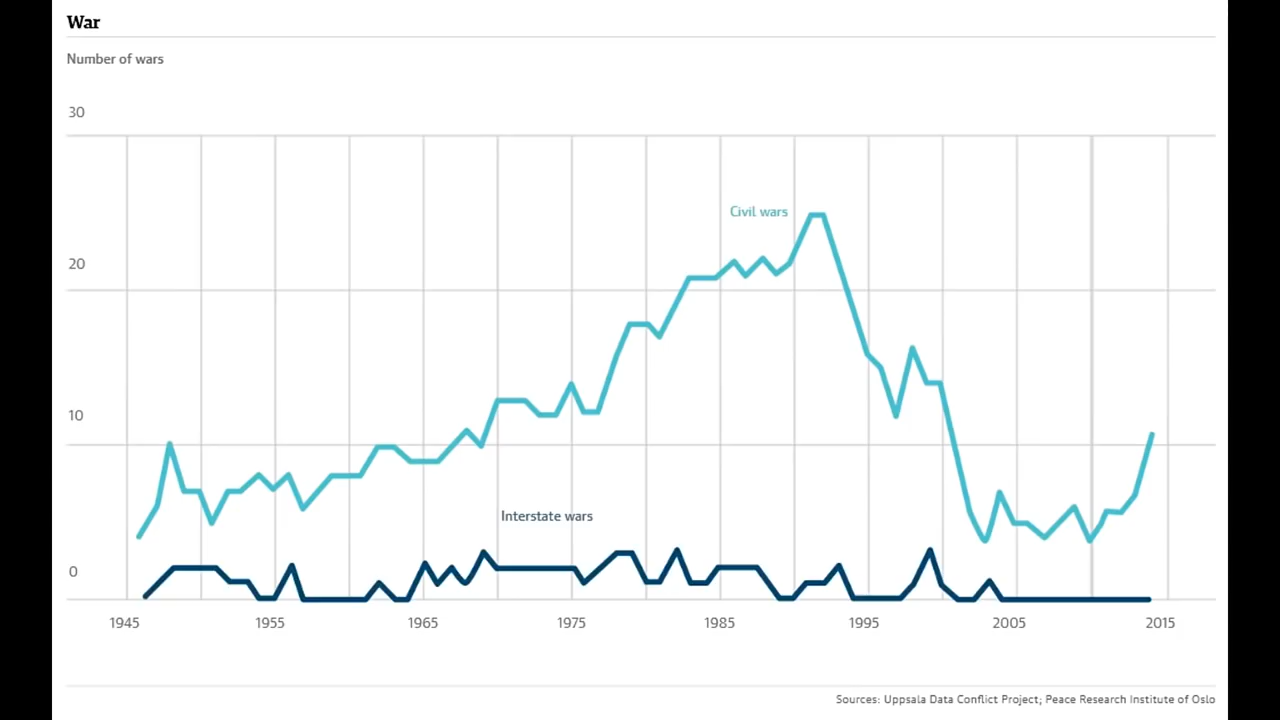 War
Number of wars
30
Civil wars
20
10
Interstate wars
0
1945 1955 1965 1975 1985 1995 2005 2015
Sources: Uppsala Data Conflict Project; Peace Research Institute of Oslo